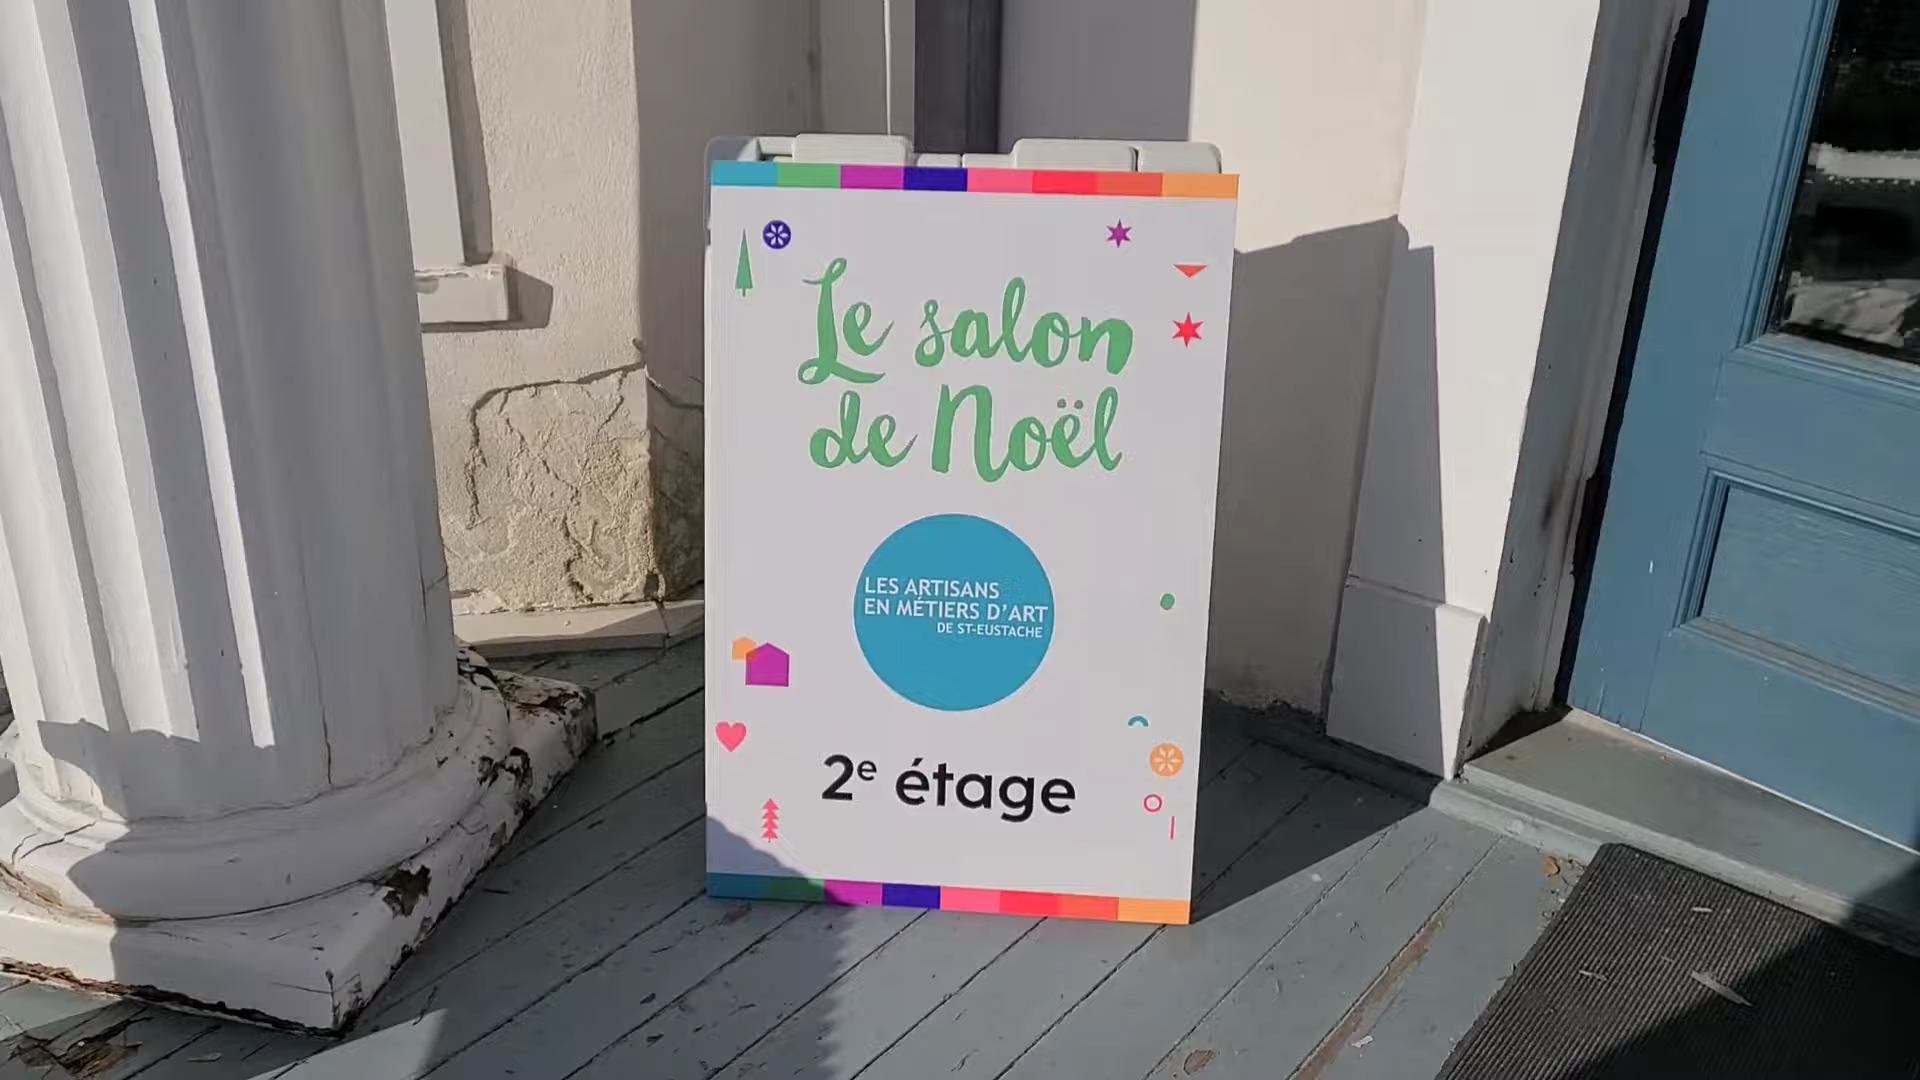 Le salon
de Noël
LES ARTISANS
EN MÉTIERS D'ART
DE ST-EUSTACHE
2e étage